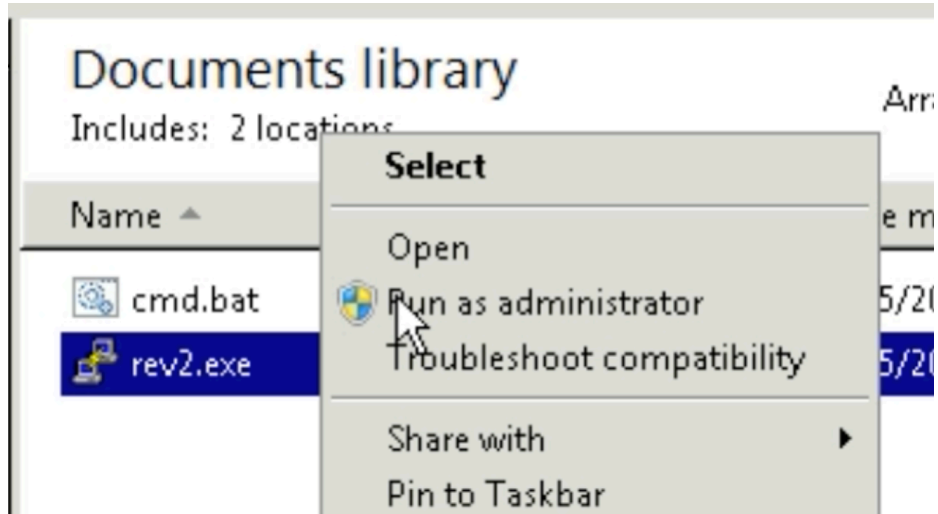 Documents library
Includes: 2 locations
Arra
Select
Name
e m
Open
cmd.bat
Run as administrator
5/20
Troubleshoot compatibility
rev2.exe
5/20
Share with
Pin to Taskbar